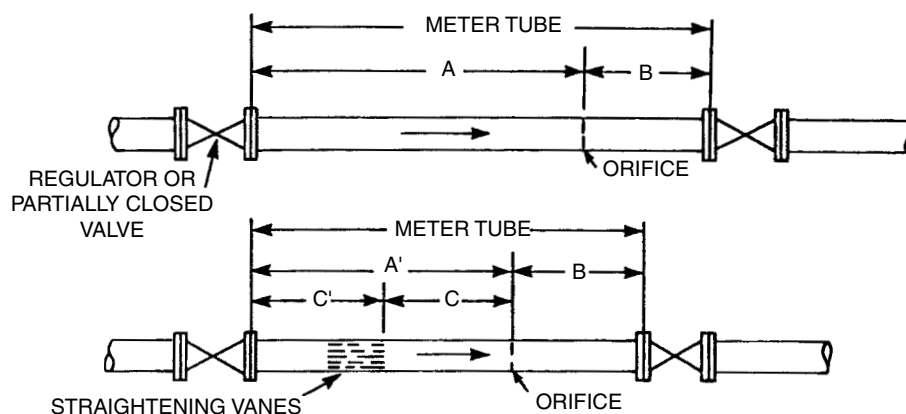 METER TUBE
A
B
ORIFICE
REGULATOR OR
PARTIALLY CLOSED
VALVE
METER TUBE
A'
B
C'
C
STRAIGHTENING VANES
ORIFICE